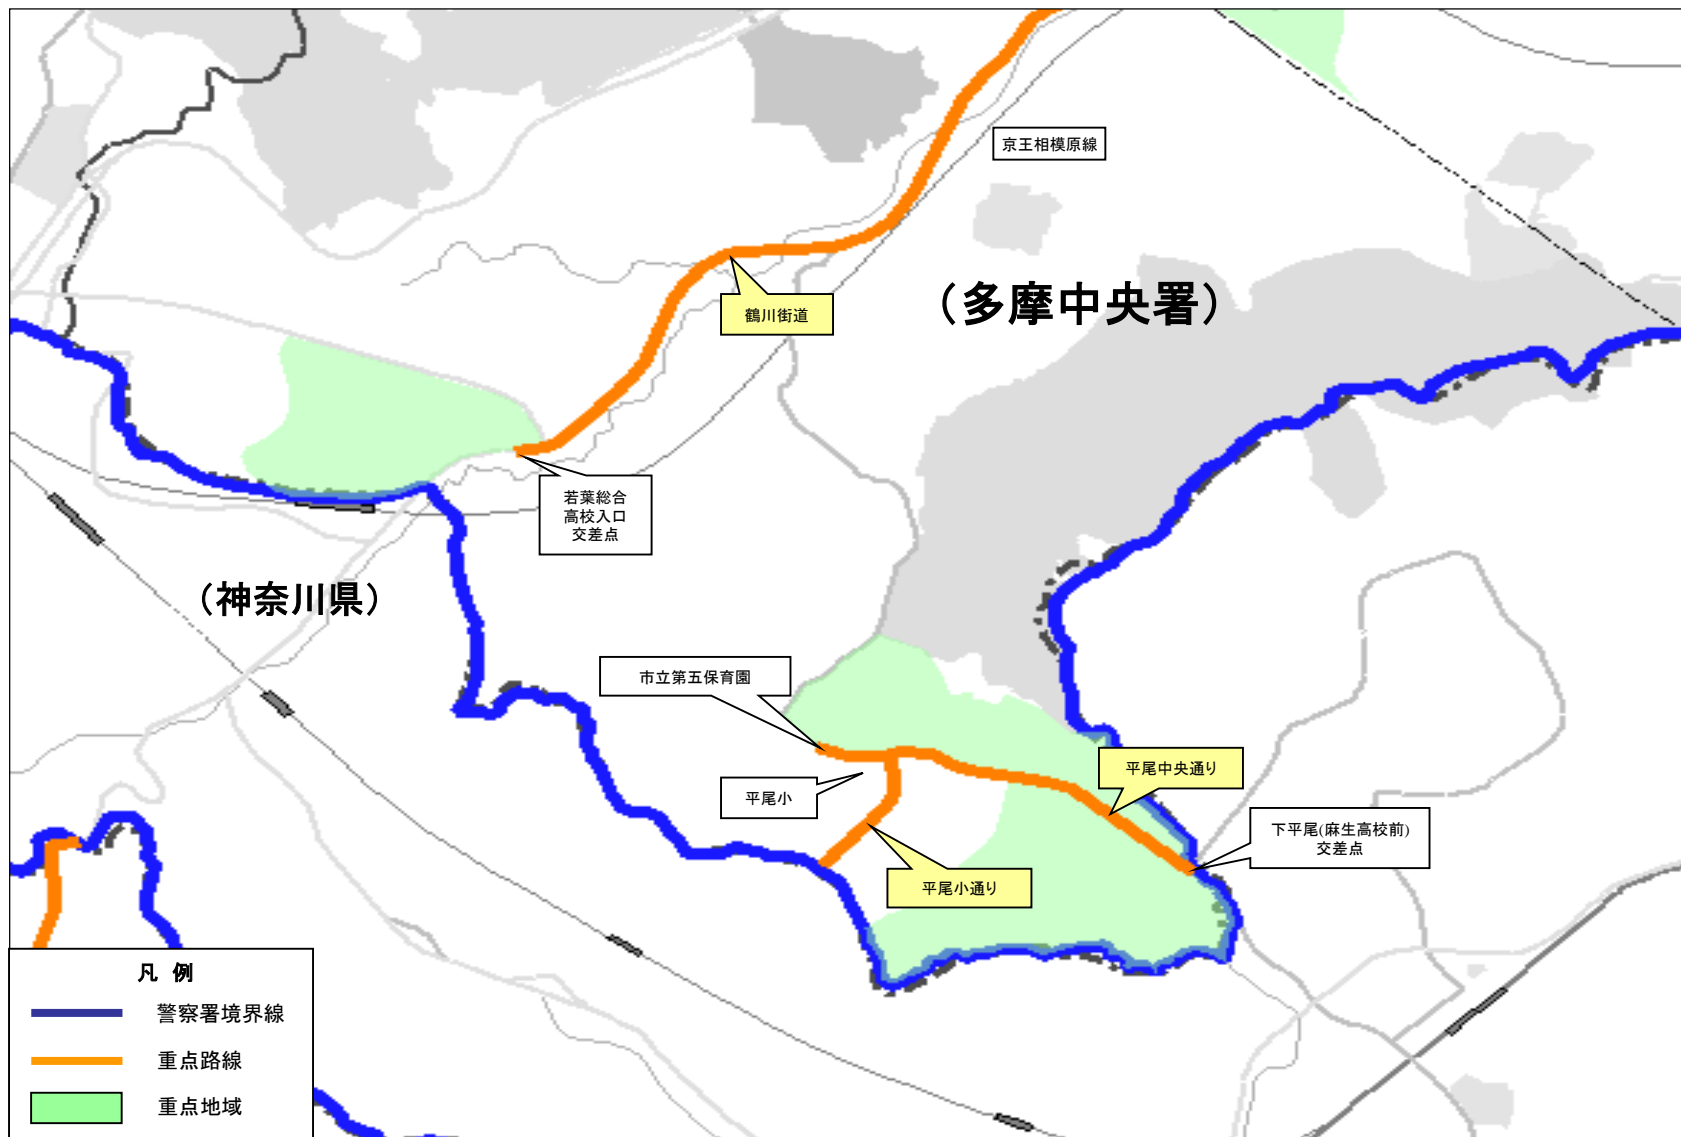 京王相模原線
（多摩中央署）
鶴川街道
若葉総合
高校入口
交差点
（神奈川県）
市立第五保育園
平尾中央通り
平尾小
下平尾(麻生高校前)
交差点
平尾小通り
凡 例
警察署境界線
重点路線
重点地域